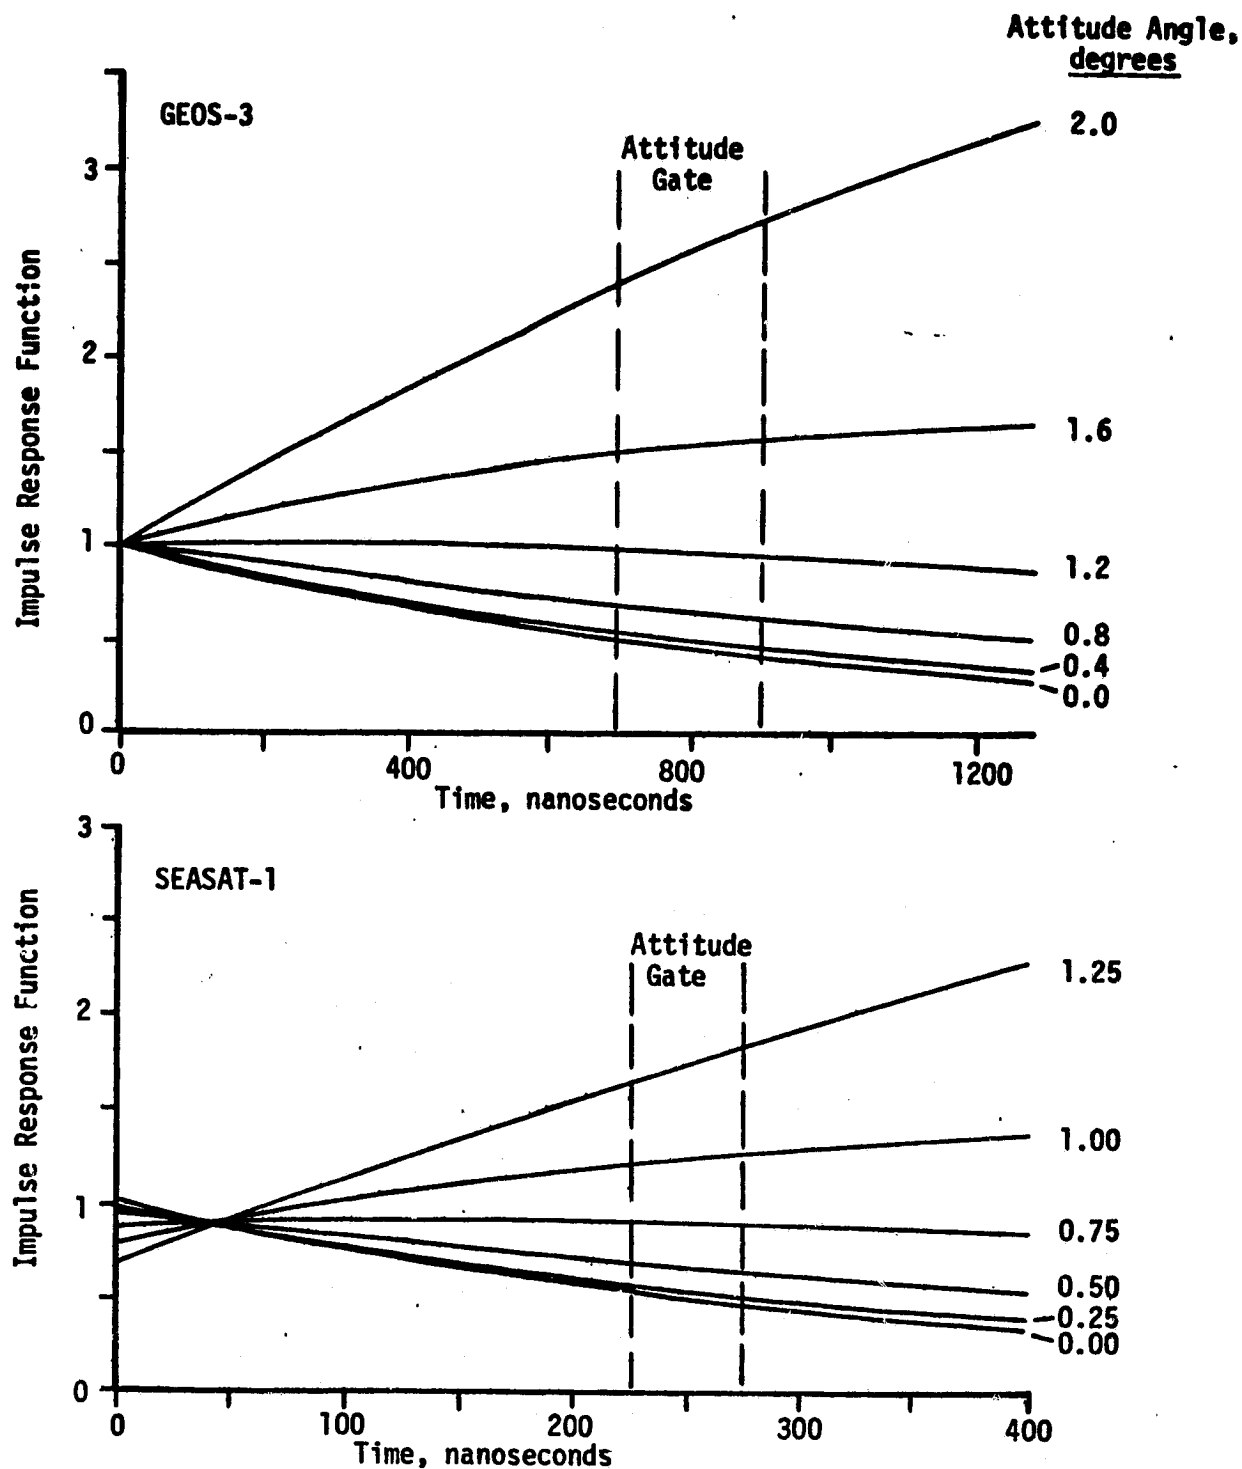 Attitude Angle,
degrees
GEOS-3
Attitude
Gate
2.0
1.6
1.2
0.8
0.4
0.0
3
2
1
0
Impulse Response Function
0
400
800
1200
Time, nanoseconds
SEASAT-1
Attitude
Gate
1.25
1.00
0.75
0.50
0.25
0.00
3
2
1
0
Impulse Response Function
0
100
200
300
400
Time, nanoseconds